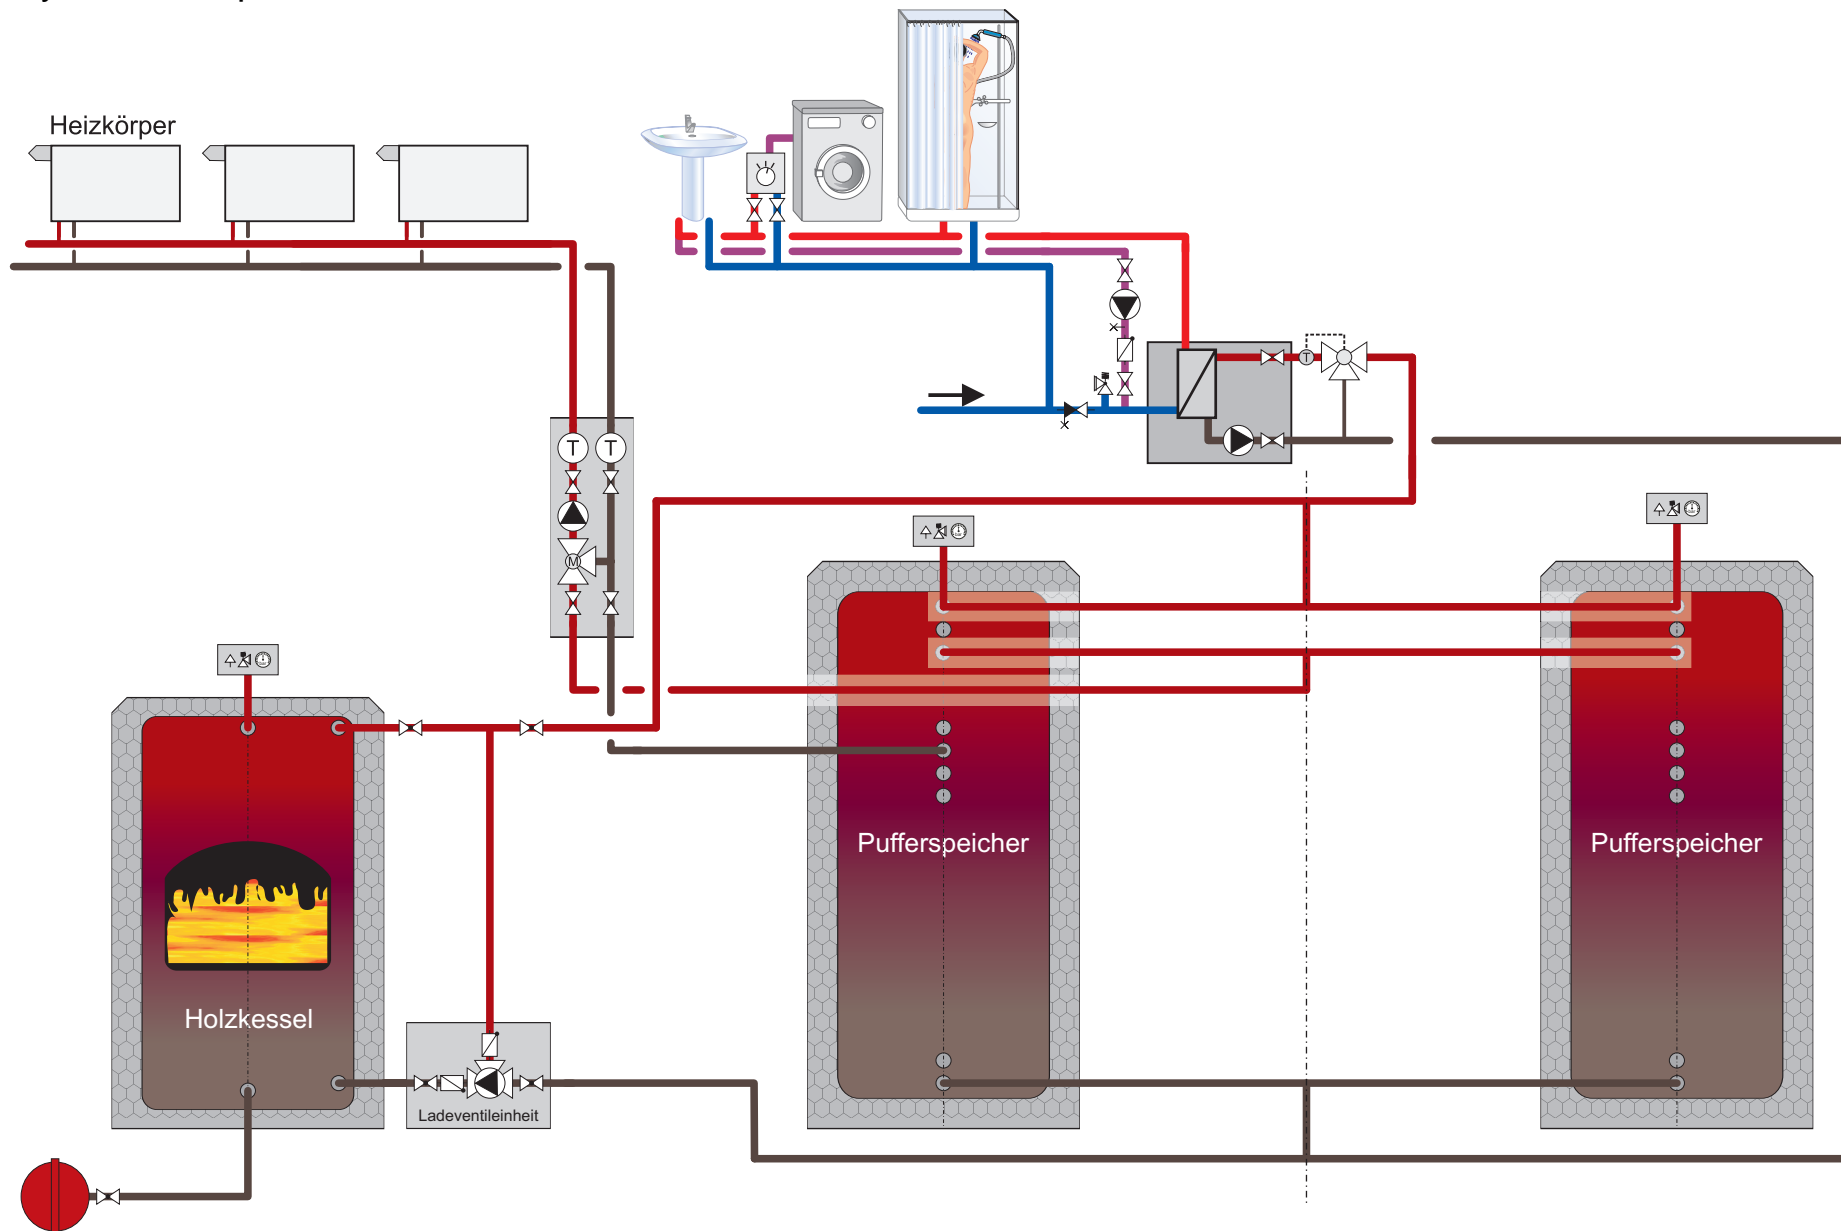 Heizkörper
T
T
T
M
Pufferspeicher
Pufferspeicher
Holzkessel
Ladeventileinheit